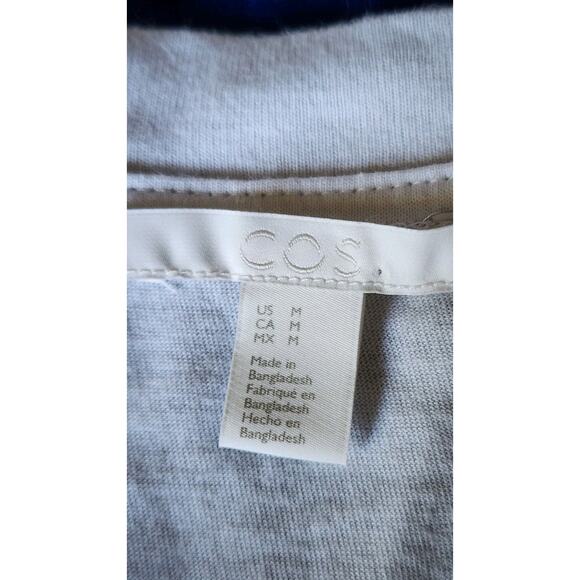 COS
US M
CA M
MX M
Made in
Bangladesh
Fabriqué en
Bangladesh
Hecho en
Bangladesh